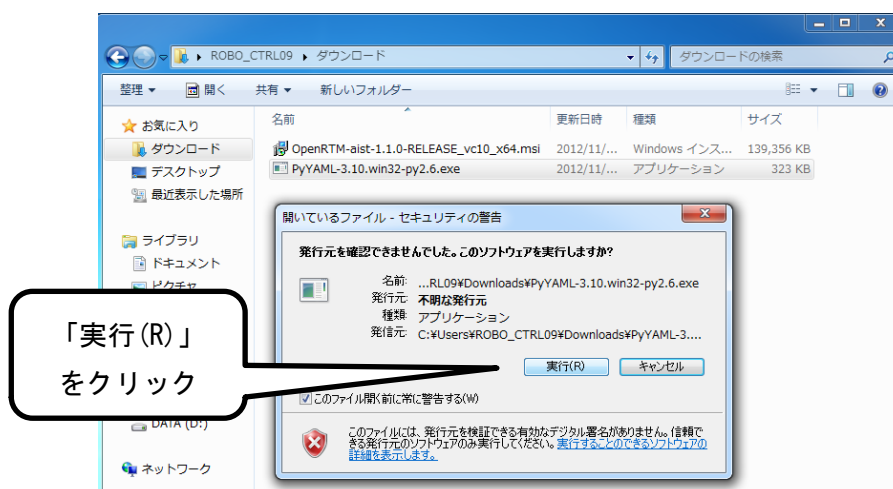 ROBO_CTRL09 ▸ ダウンロード
ダウンロードの検索
整理 ▼ 開く 共有 ▼ 新しいフォルダー
名前 更新日時 種類 サイズ
お気に入り
ダウンロード
デスクトップ
最近表示した場所
ライブラリ
ドキュメント
ピクチャ
DATA (D:)
ネットワーク
OpenRTM-aist-1.1.0-RELEASE_vc10_x64.msi 2012/11/... Windows インス... 139,356 KB
PyYAML-3.10.win32-py2.6.exe 2012/11/... アプリケーション 323 KB
開いているファイル - セキュリティの警告
発行元を確認できませんでした。このソフトウェアを実行しますか?
名前: ...RL09¥Downloads¥PyYAML-3.10.win32-py2.6.exe
発行元: 不明な発行元
種類: アプリケーション
発信元: C:¥Users¥ROBO_CTRL09¥Downloads¥PyYAML-3....
実行(R) キャンセル
このファイルを開く前に常に警告する(W)
このファイルには、発行元を検証できる有効なデジタル署名がありません。信頼で
きる発行元のソフトウェアのみ実行してください。実行することのできるソフトウェアの
詳細を表示します。
「実行(R)」
をクリック